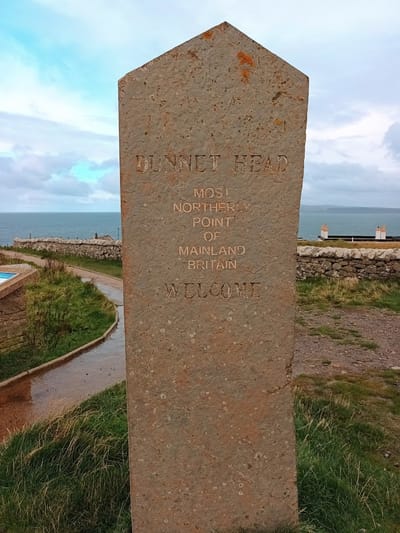 DUNNET HEAD
MOST
NORTHERLY
POINT
OF
MAINLAND
BRITAIN
WELCOME